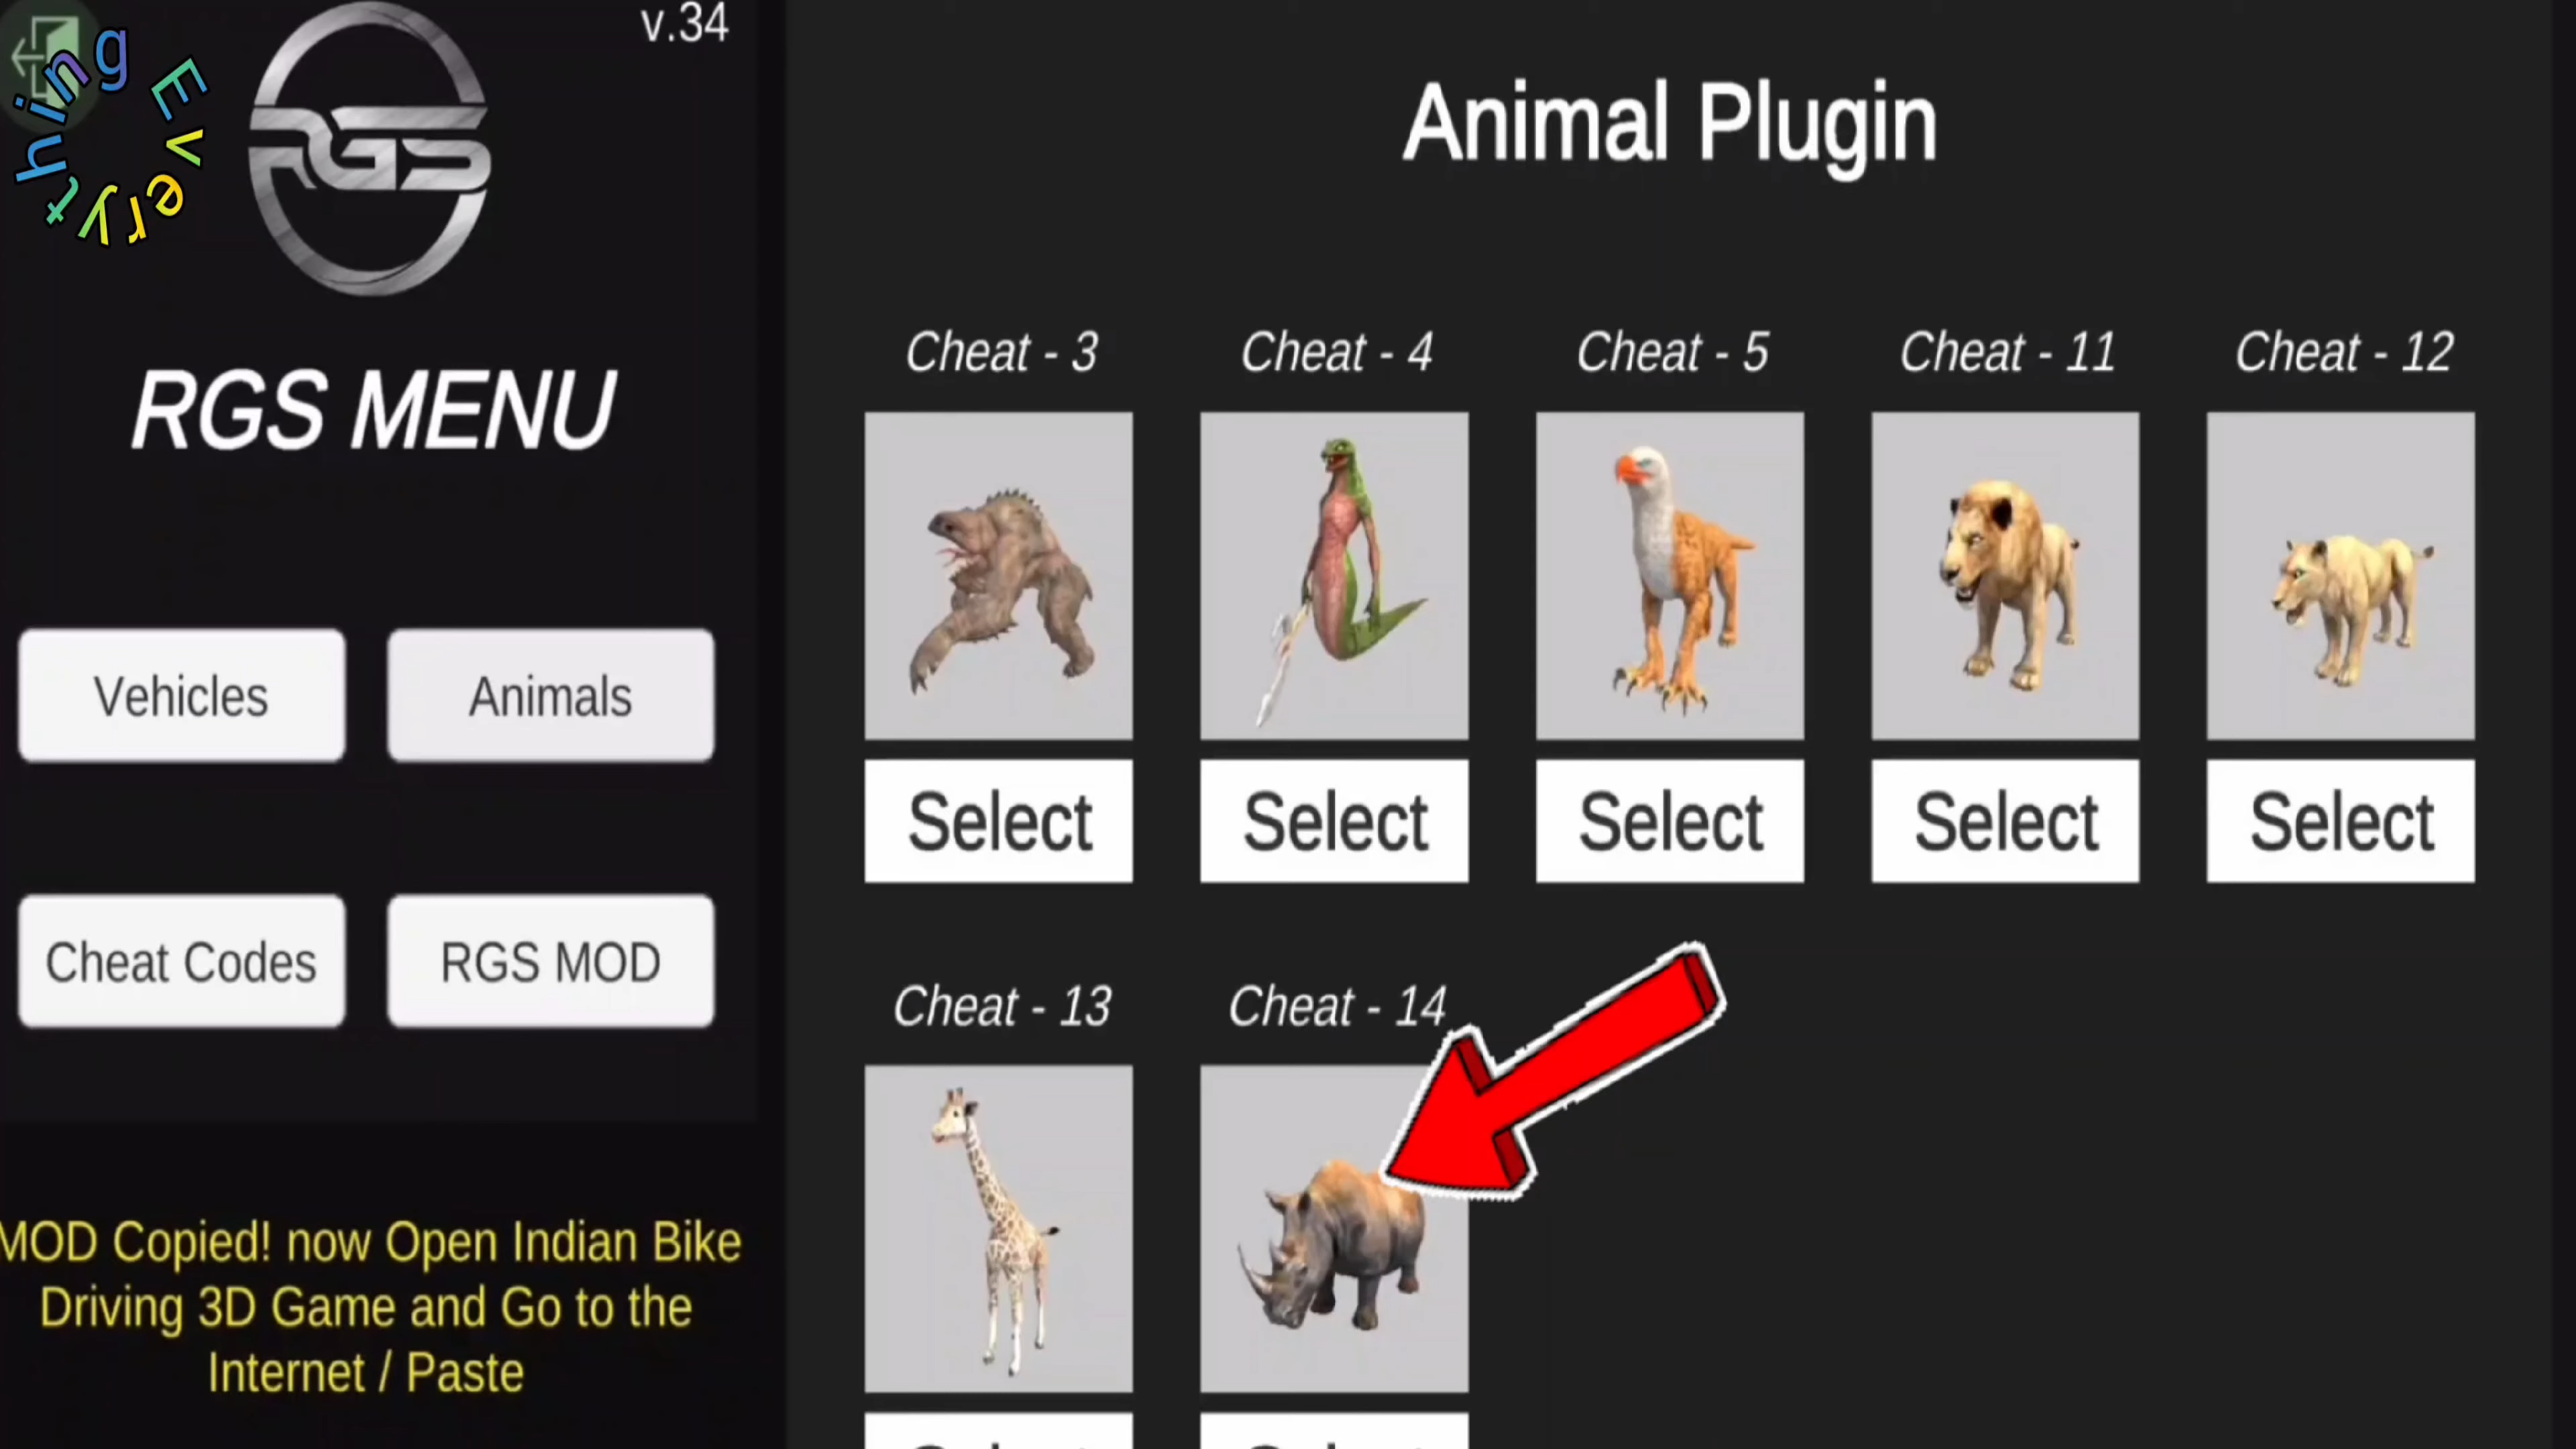 v.34
Everything
RGS
RGS MENU
Vehicles
Animals
Cheat Codes
RGS MOD
MOD Copied! now Open Indian Bike
Driving 3D Game and Go to the
Internet / Paste
Animal Plugin
Cheat - 3
Cheat - 4
Cheat - 5
Cheat - 11
Cheat - 12
Select
Select
Select
Select
Select
Cheat - 13
Cheat - 14